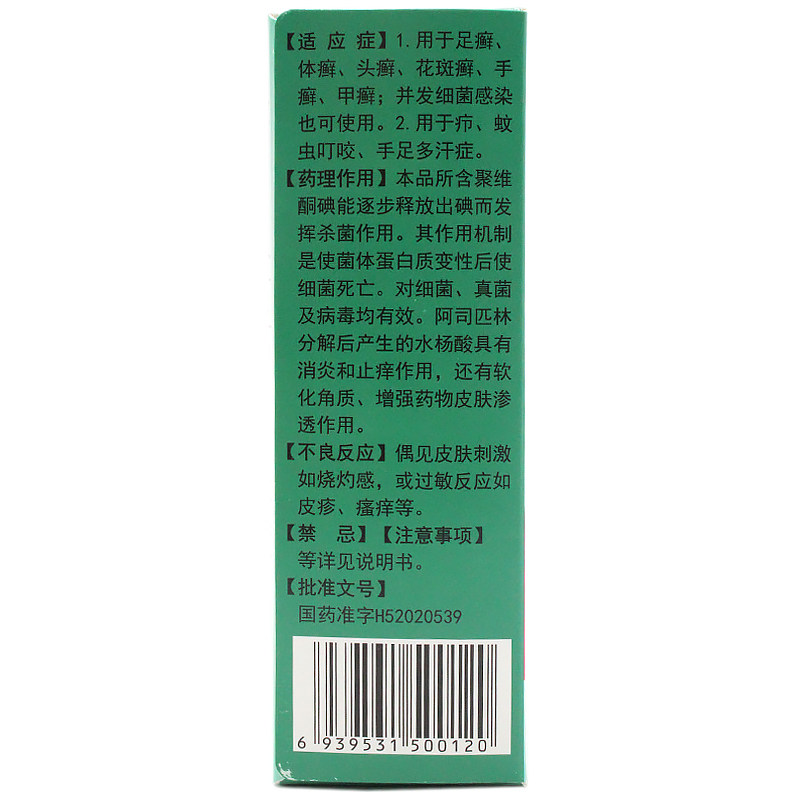 【适 应 症】1.用于足癣、
体癣、头癣、花斑癣、手
癣、甲癣；并发细菌感染
也可使用。2.用于疖、蚊
虫叮咬、手足多汗症。
【药理作用】本品所含聚维
酮碘能逐步释放出碘而发
挥杀菌作用。其作用机制
是使菌体蛋白质变性后使
细菌死亡。对细菌、真菌
及病毒均有效。阿司匹林
分解后产生的水杨酸具有
消炎和止痒作用，还有软
化角质、增强药物皮肤渗
透作用。
【不良反应】偶见皮肤刺激
如烧灼感，或过敏反应如
皮疹、瘙痒等。
【禁 忌】【注意事项】
等详见说明书。
【批准文号】
国药准字H52020539
6 939531 500120